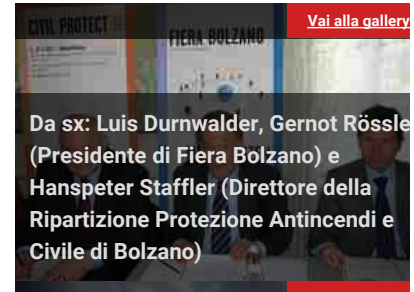 Vai alla gallery
CIVIL PROTECT
FIERA BOLZANO
Da sx: Luis Durnwalder, Gernot Rössle
(Presidente di Fiera Bolzano) e
Hanspeter Staffler (Direttore della
Ripartizione Protezione Antincendi e
Civile di Bolzano)